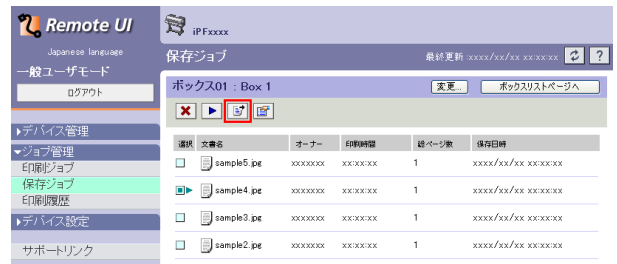 Remote UI
Japanese language
一般ユーザモード
ログアウト
▶デバイス管理
▼ジョブ管理
印刷ジョブ
保存ジョブ
印刷履歴
▶デバイス設定
サポートリンク
iPFxxxx
保存ジョブ
最終更新 :xxxx/xx/xx xx:xx:xx ?
ボックス01 : Box 1 変更... ボックスリストページへ
選択 文書名 オーナー 印刷時間 総ページ数 保存日時
sample5.jpg xxxxxxx xx:xx:xx 1 xxxx/xx/xx xx:xx:xx
sample4.jpg xxxxxxx xx:xx:xx 1 xxxx/xx/xx xx:xx:xx
sample3.jpg xxxxxxx xx:xx:xx 1 xxxx/xx/xx xx:xx:xx
sample2.jpg xxxxxxx xx:xx:xx 1 xxxx/xx/xx xx:xx:xx